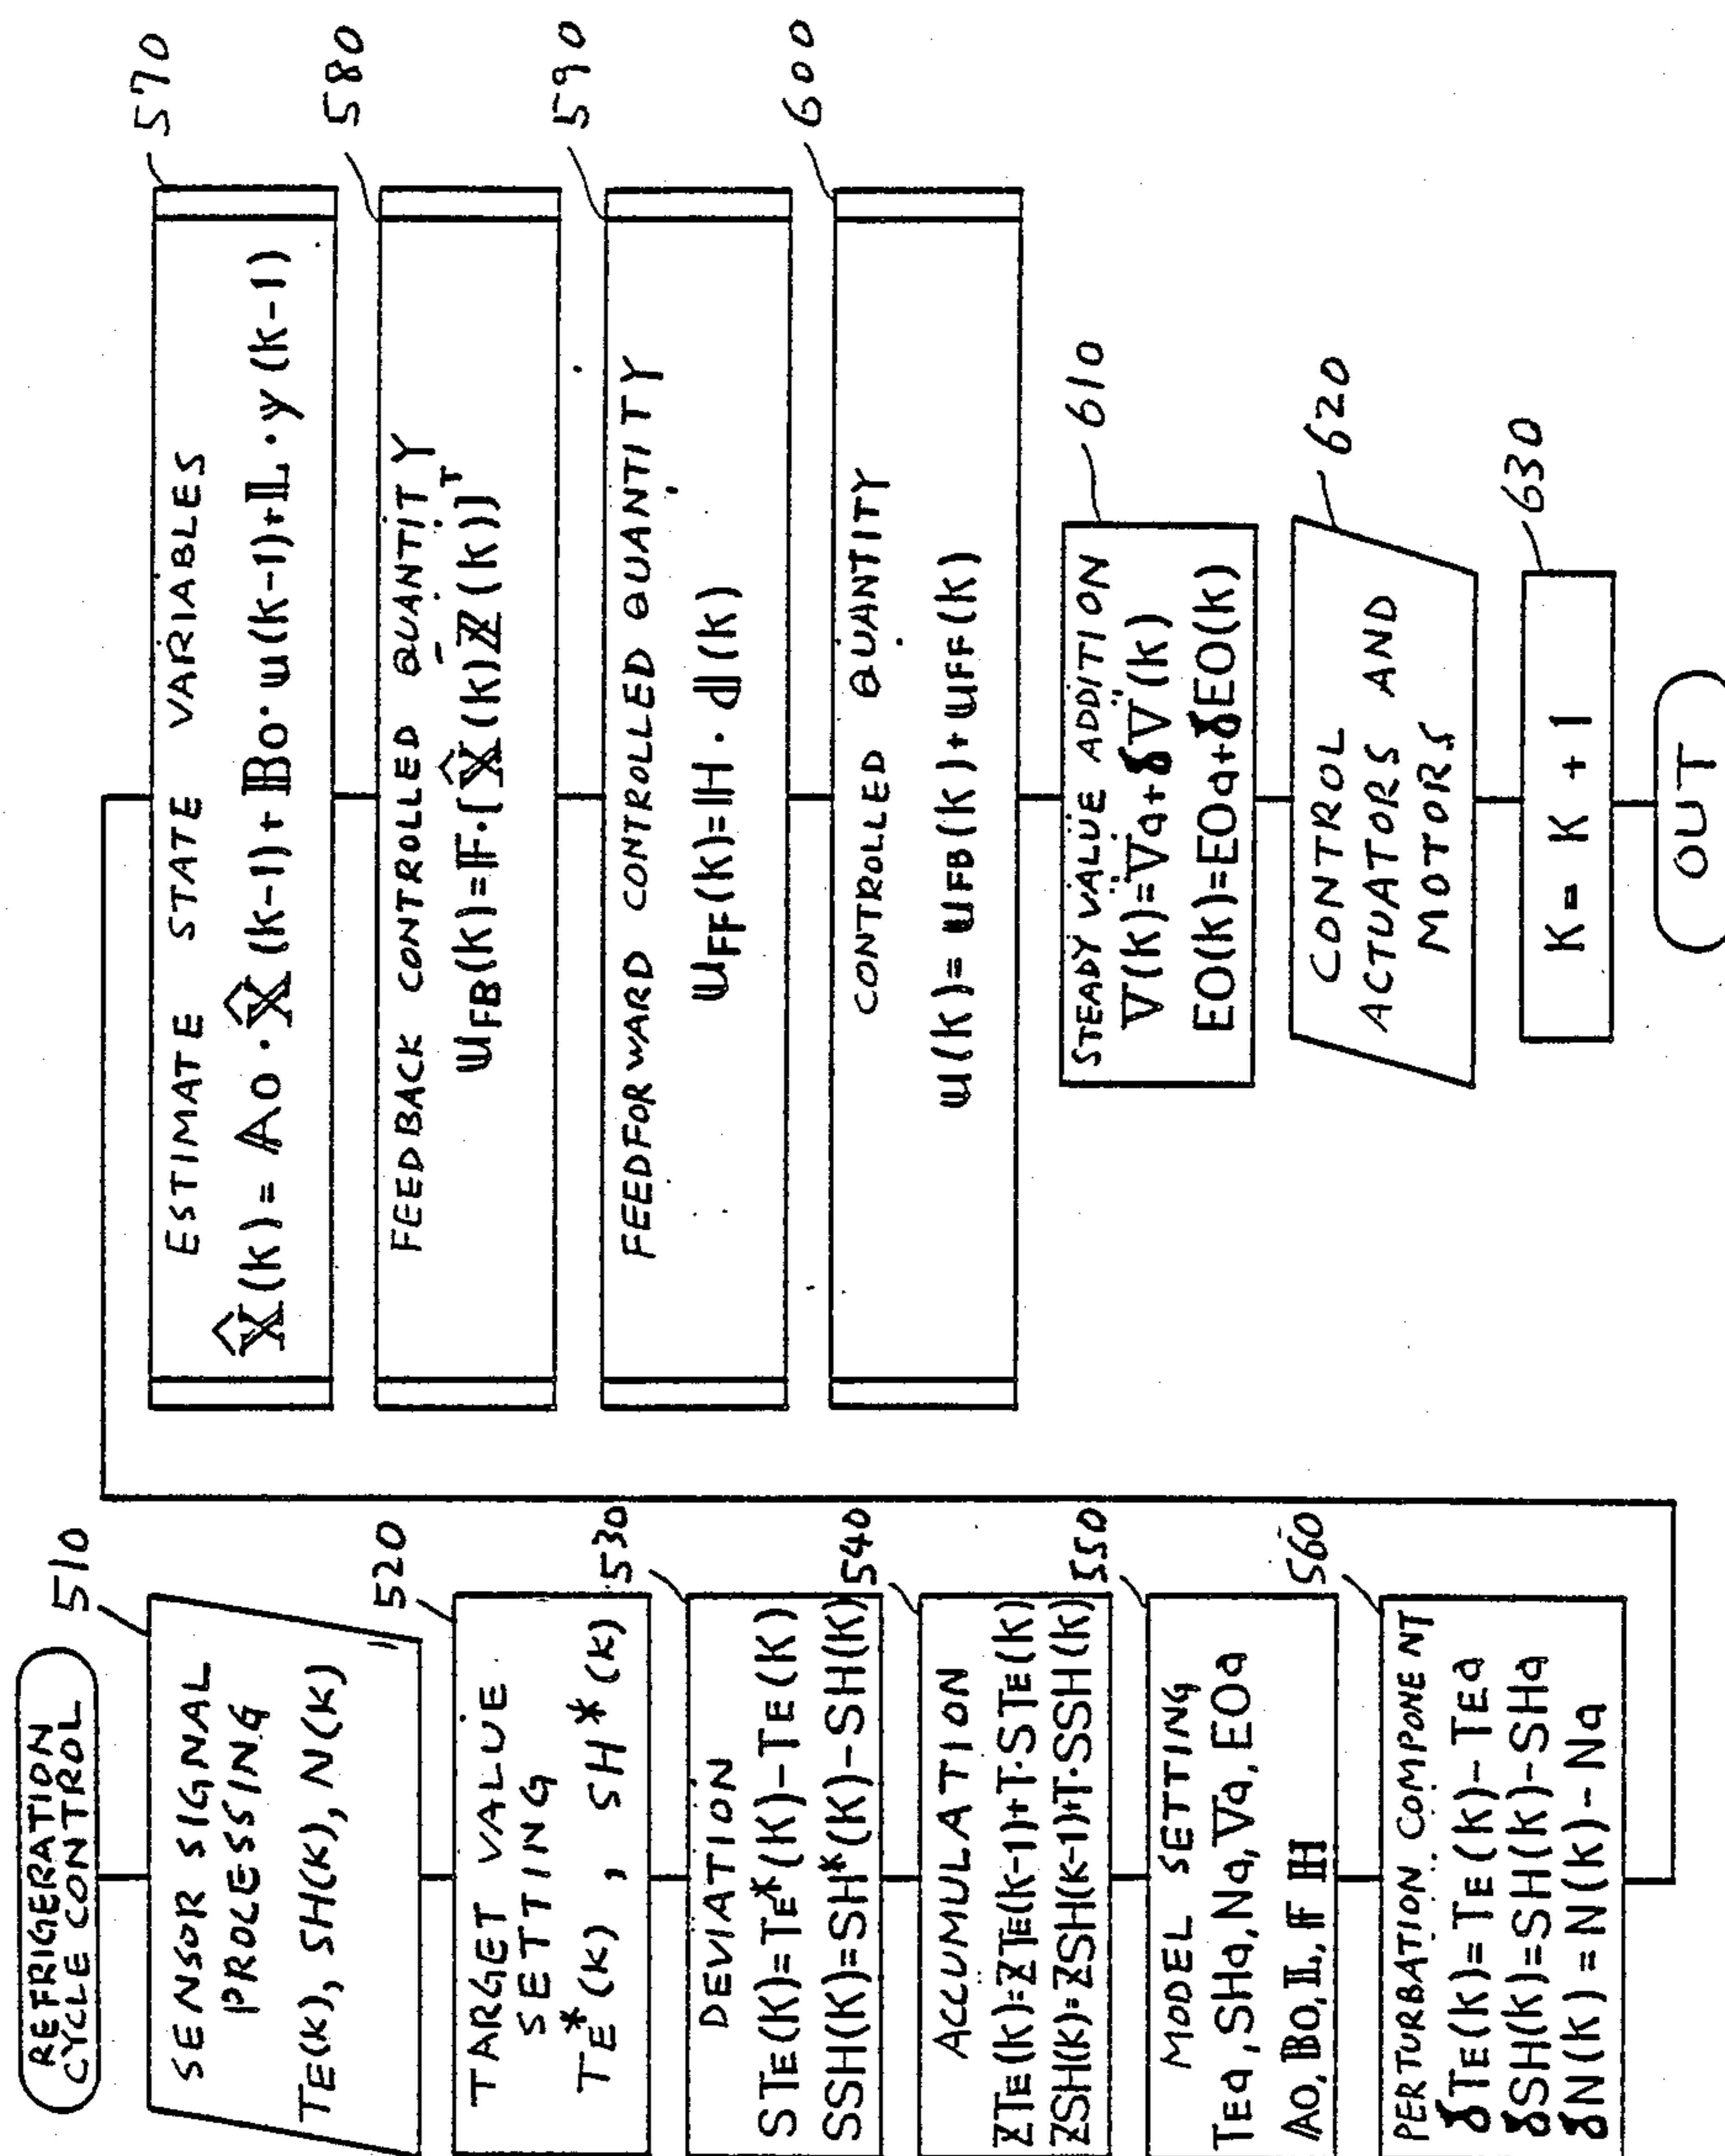 REFRIGERATION
CYCLE CONTROL
510
SENSOR SIGNAL
PROCESSING
TE(K), SH(K), N(K)
520
TARGET VALUE
SETTING
TE*(K), SH*(K)
530
DEVIATION
STE(K)=TE*(K)-TE(K)
SSH(K)=SH*(K)-SH(K)
540
ACCUMULATION
ZTE(K)=ZTE(K-1)+T·STE(K)
ZSH(K)=ZSH(K-1)+T·SSH(K)
550
MODEL SETTING
TEa, SHa, Na, Va, EOa
𝔸o, 𝔹o, 𝕃, 𝔽 ℍ
560
PERTURBATION COMPONENT
δTE(K)=TE(K)-TEa
δSH(K)=SH(K)-SHa
δN(K)=N(K)-Na
570
ESTIMATE STATE VARIABLES
𝕏̂(K)=𝔸o·𝕏̂(K-1)+𝔹o·𝕦(K-1)+𝕃·y(K-1)
580
FEEDBACK CONTROLLED QUANTITY
𝕦FB(K)=𝔽·[𝕏̂(K)ℤ(K)]ᵀ
590
FEEDFORWARD CONTROLLED QUANTITY
𝕦FF(K)=ℍ·𝕕(K)
600
CONTROLLED QUANTITY
𝕦(K)=𝕦FB(K)+𝕦FF(K)
610
STEADY VALUE ADDITION
V(K)=Va+δV(K)
EO(K)=EOa+δEO(K)
620
CONTROL
ACTUATORS AND
MOTORS
630
K=K+1
OUT